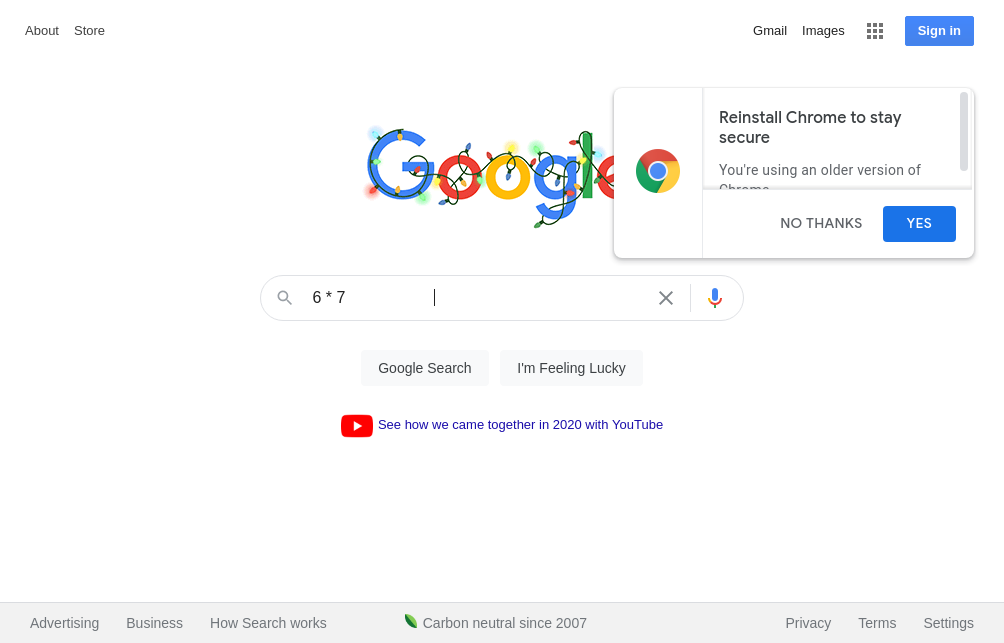 About Store
Gmail Images Sign in
Google
Reinstall Chrome to stay
secure
You're using an older version of
Chrome
NO THANKS YES
6 * 7
Google Search I'm Feeling Lucky
See how we came together in 2020 with YouTube
Advertising Business How Search works Carbon neutral since 2007 Privacy Terms Settings